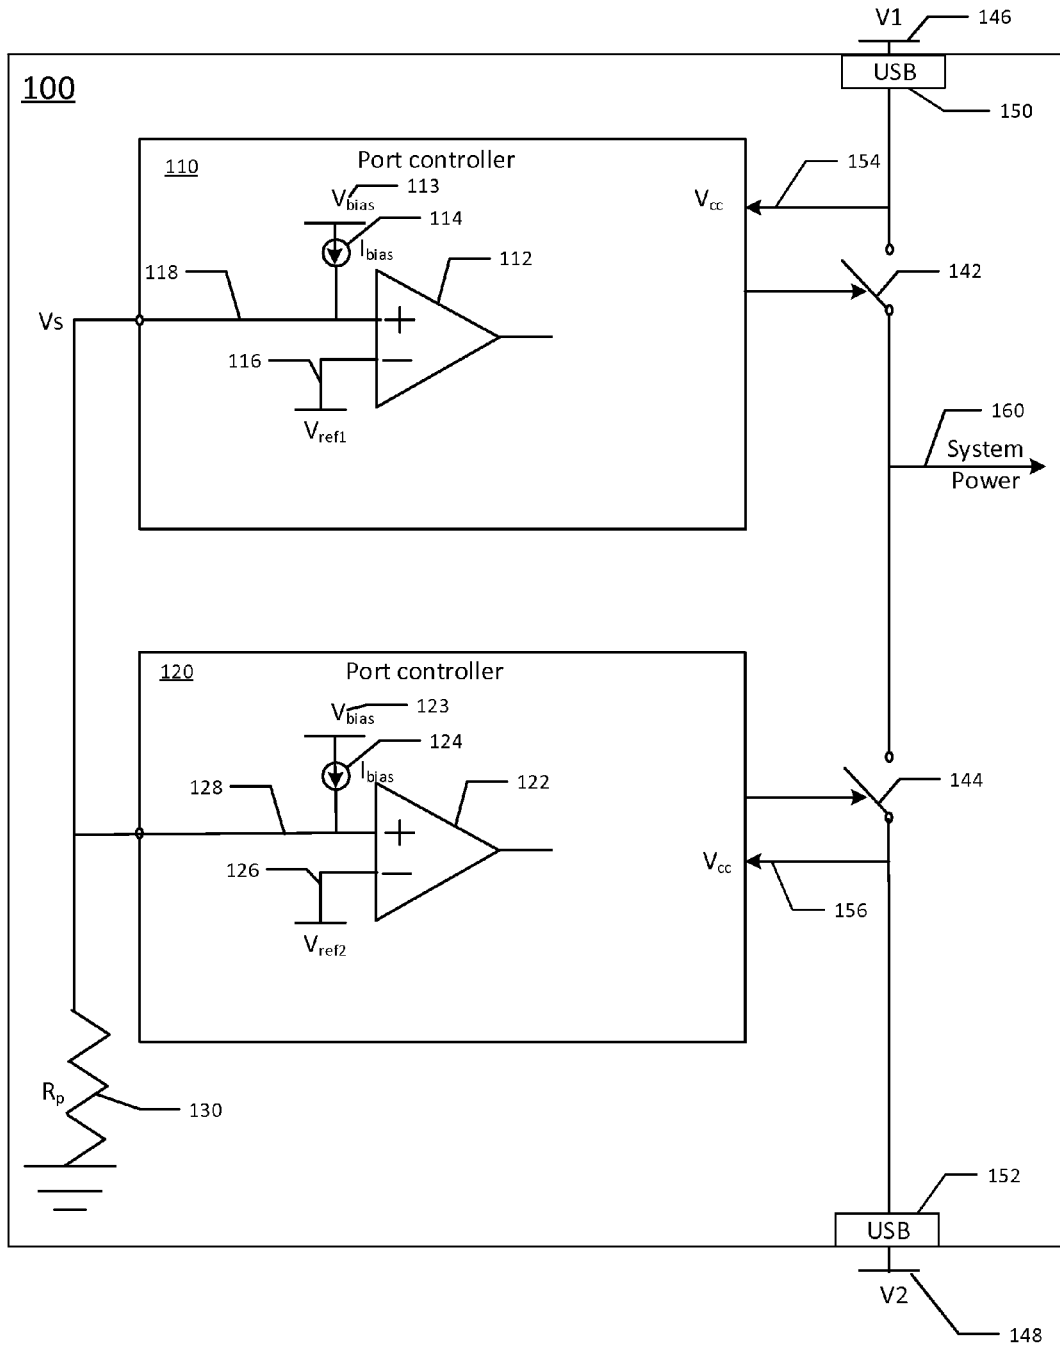 V1
146
USB
100
150
Port controller
110
154
Vbias
113
Vcc
114
Ibias
112
118
142
Vs
116
Vref1
160
System
Power
Port controller
120
Vbias
123
124
Ibias
122
144
128
Vcc
126
156
Vref2
Rp
130
152
USB
V2
148